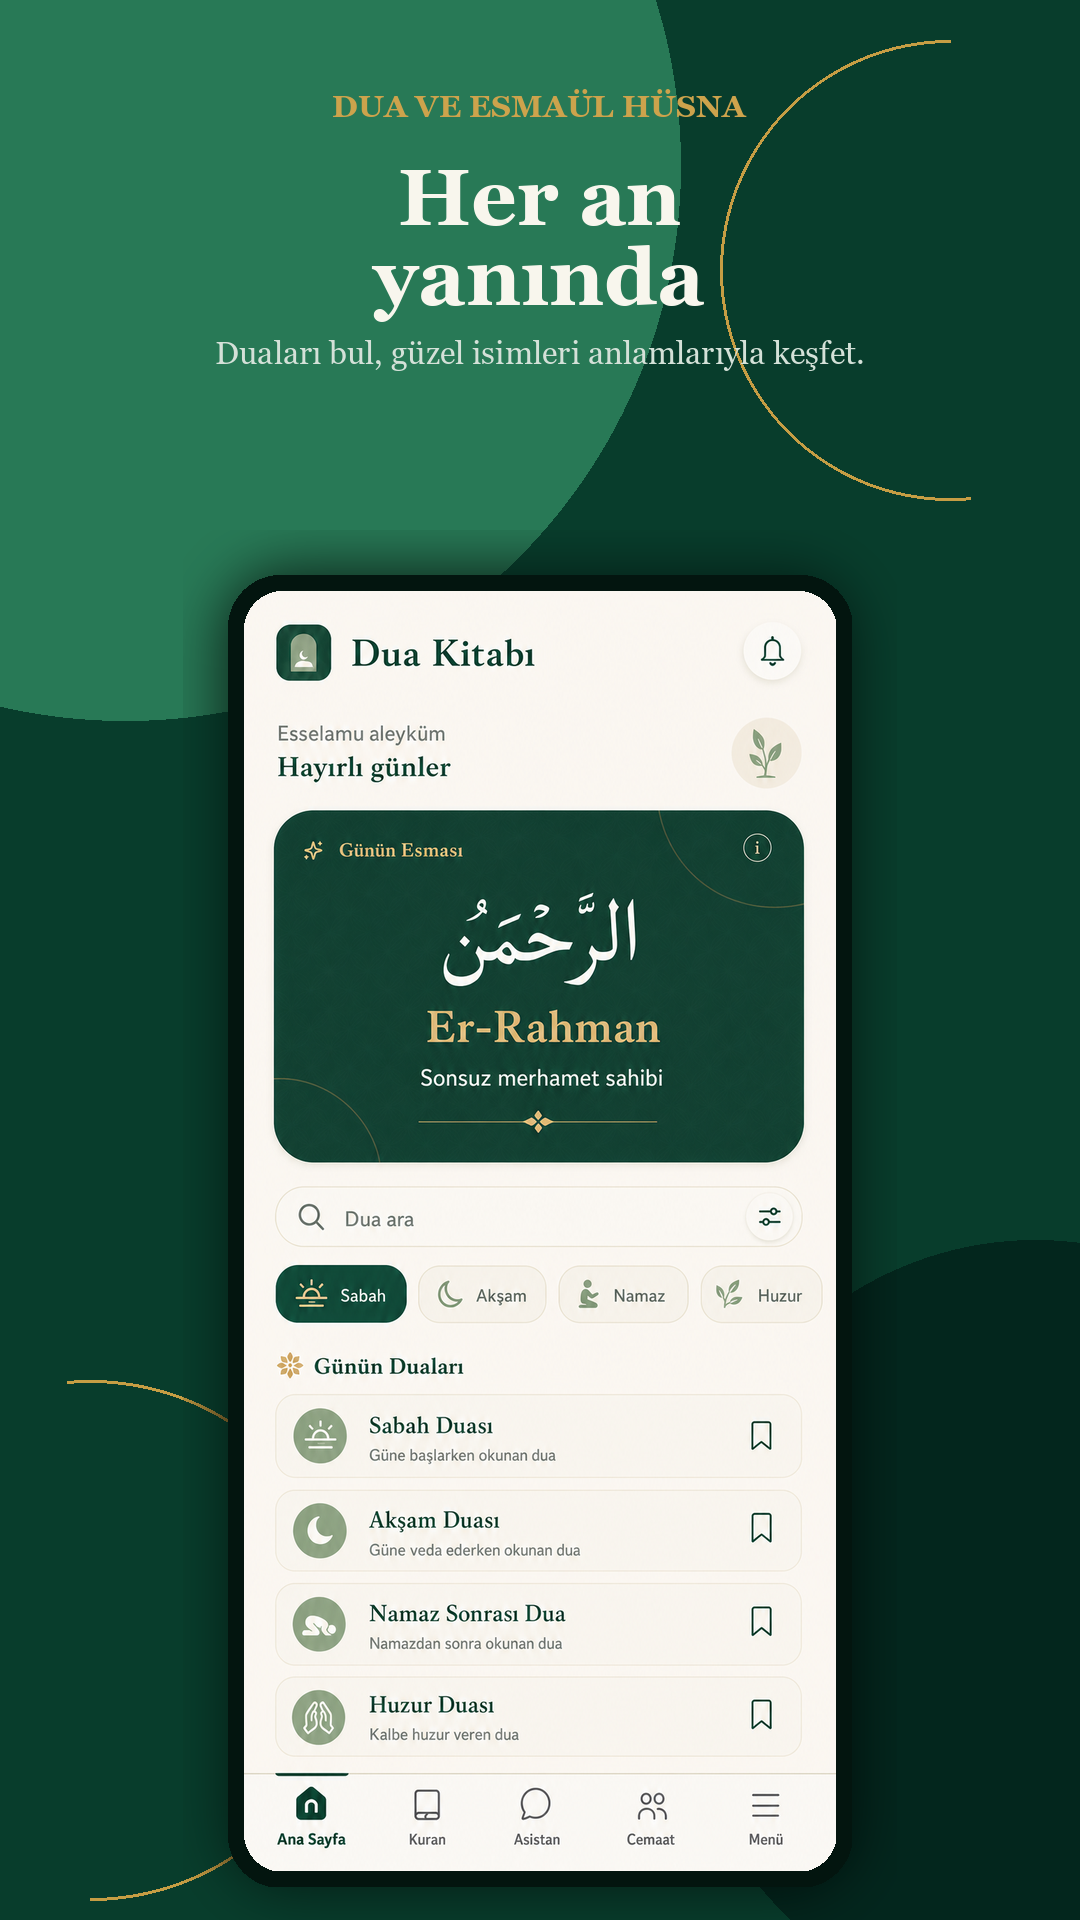 DUA VE ESMAÜL HÜSNA
Her an
yanında
Duaları bul, güzel isimleri anlamlarıyla keşfet.
Dua Kitabı
Esselamu aleyküm
Hayırlı günler
Günün Esması
i
الرَّحْمَنُ
Er-Rahman
Sonsuz merhamet sahibi
Dua ara
Sabah
Akşam
Namaz
Huzur
Günün Duaları
Sabah Duası
Güne başlarken okunan dua
Akşam Duası
Güne veda ederken okunan dua
Namaz Sonrası Dua
Namazdan sonra okunan dua
Huzur Duası
Kalbe huzur veren dua
Ana Sayfa
Kuran
Asistan
Cemaat
Menü